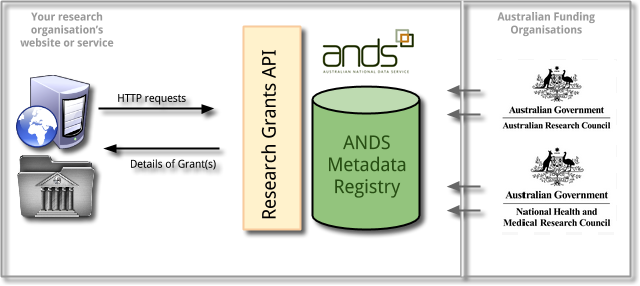 Your research
organisation's
website or service
HTTP requests
Details of Grant(s)
Research Grants API
ands
AUSTRALIAN NATIONAL DATA SERVICE
ANDS
Metadata
Registry
Australian Funding
Organisations
Australian Government
Australian Research Council
Australian Government
National Health and
Medical Research Council